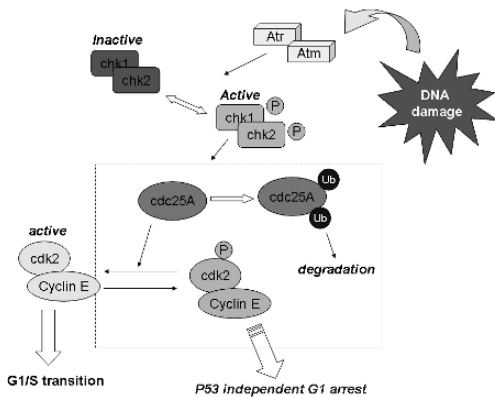 Atr
Atm
DNA
damage
Inactive
chk1
chk2
Active
chk1
P
chk2
P
cdc25A
cdc25A
Ub
Ub
degradation
active
cdk2
Cyclin E
P
cdk2
Cyclin E
G1/S transition
P53 independent G1 arrest